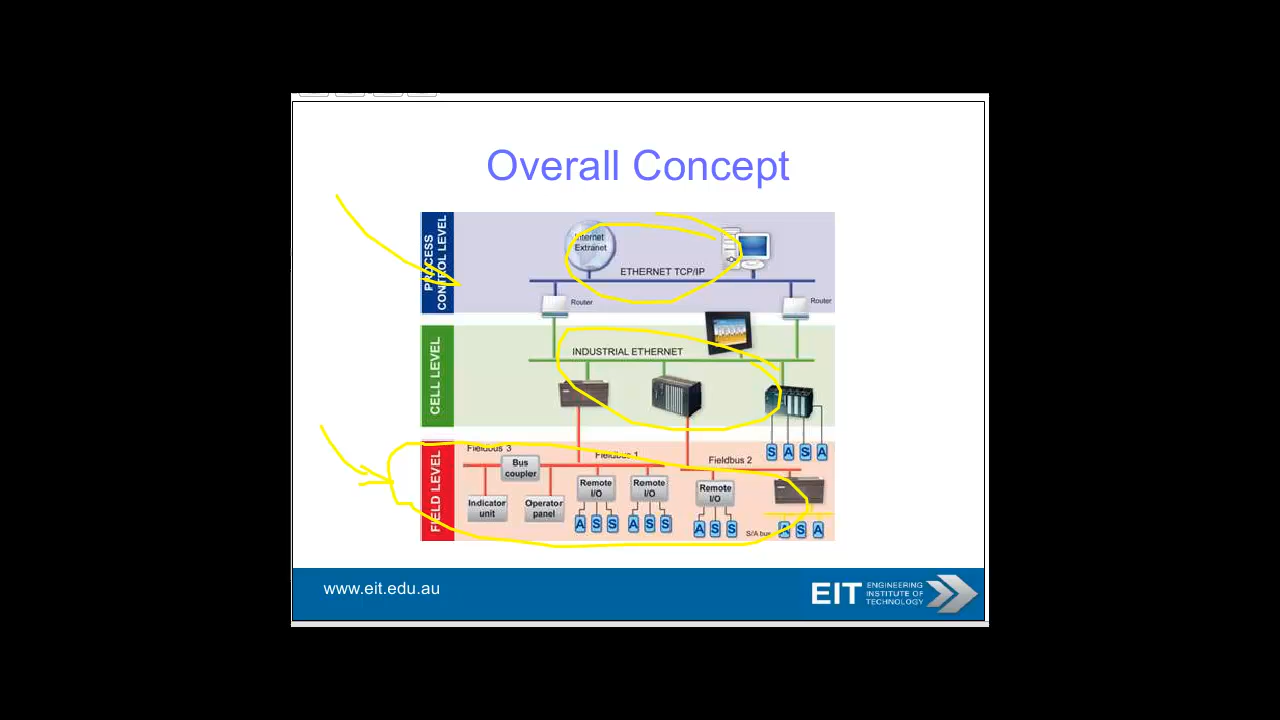 Overall Concept
PROCESS
CONTROL LEVEL
Internet
Extranet
ETHERNET TCP/IP
Router
Router
CELL LEVEL
INDUSTRIAL ETHERNET
S A S A
FIELD LEVEL
Fieldbus 3
Fieldbus 1
Fieldbus 2
Bus
coupler
Remote
I/O
Remote
I/O
Remote
I/O
Indicator
unit
Operator
panel
A S S
A S S
A S S
S/A bus
A S A
www.eit.edu.au
EIT
ENGINEERING
INSTITUTE OF
TECHNOLOGY